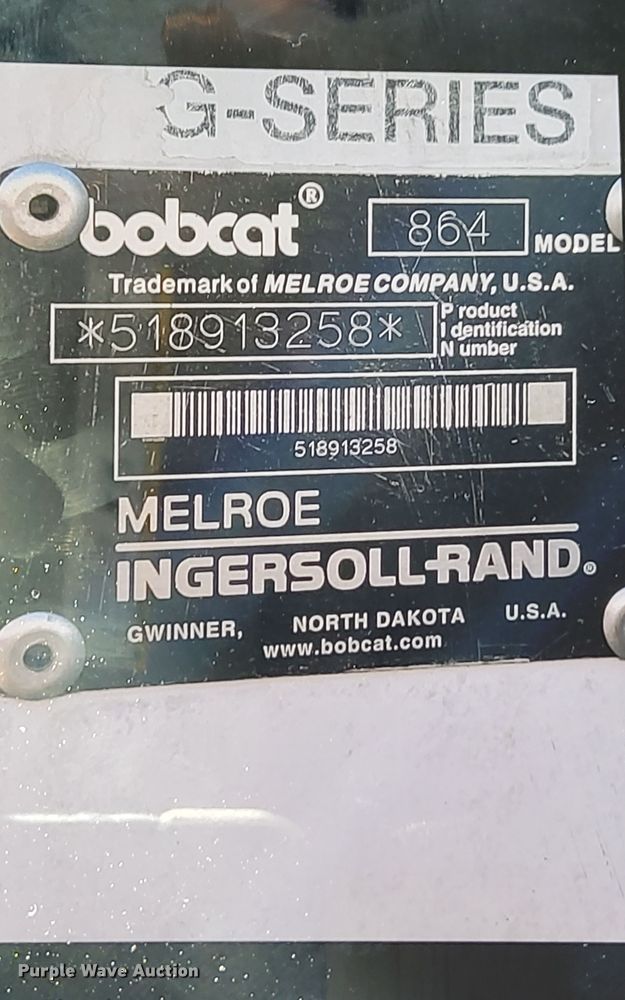 G-SERIES
bobcat® 864 MODEL
Trademark of MELROE COMPANY, U.S.A.
*518913258* Product Identification Number
518913258
MELROE
INGERSOLL-RAND®
GWINNER, NORTH DAKOTA U.S.A.
www.bobcat.com
Purple Wave Auction